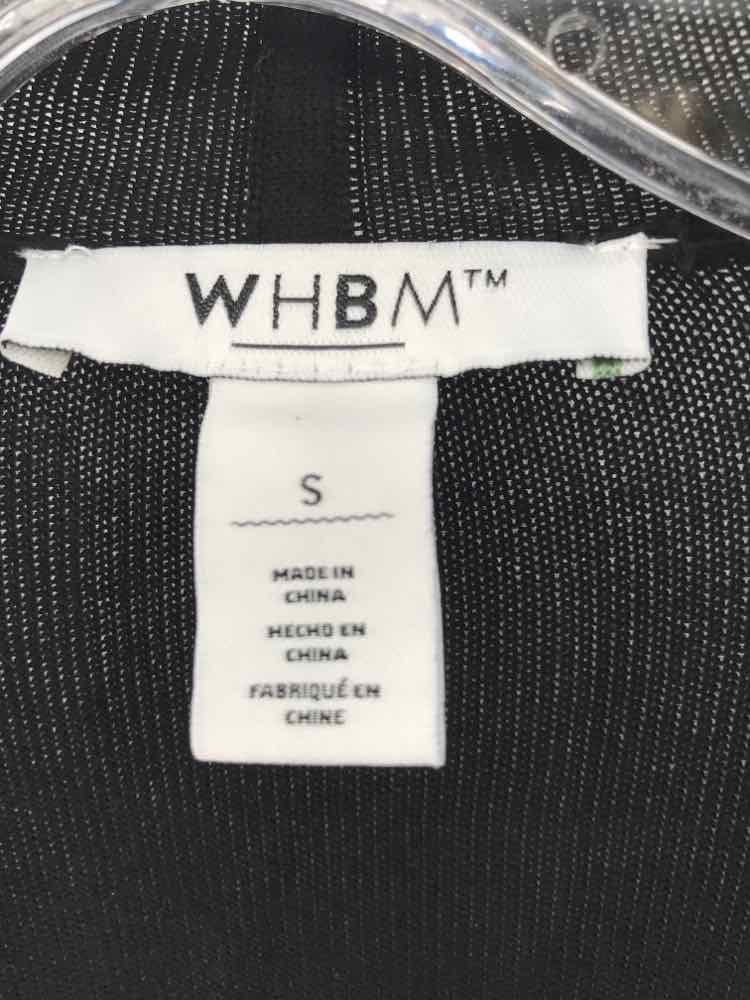 WHBM™
S
MADE IN
CHINA
HECHO EN
CHINA
FABRIQUÉ EN
CHINE